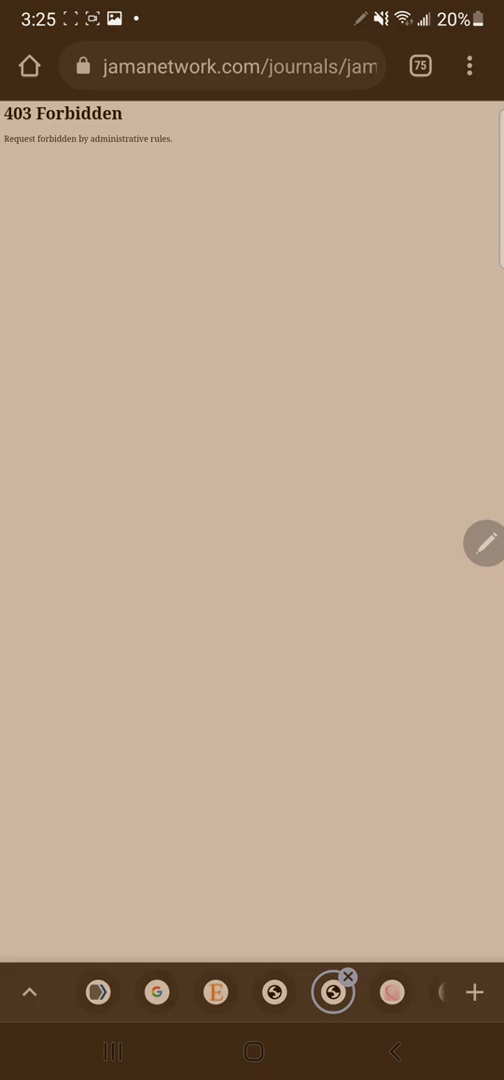 3:25
20%
jamanetwork.com/journals/jam
75
403 Forbidden
Request forbidden by administrative rules.
G
E